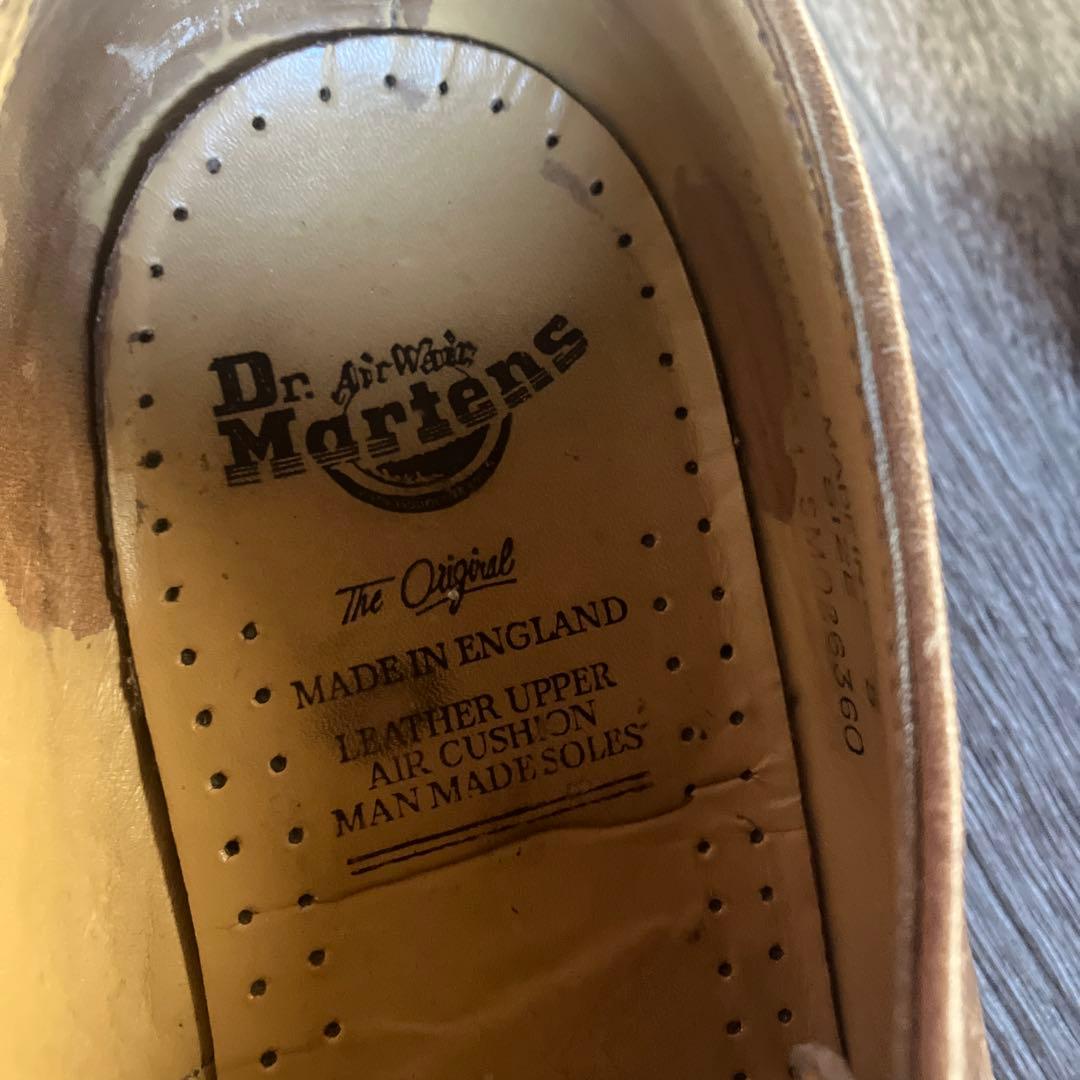 Dr. AirWair
Martens
The Original
MADE IN ENGLAND
LEATHER UPPER
AIR CUSHION
MAN MADE SOLES